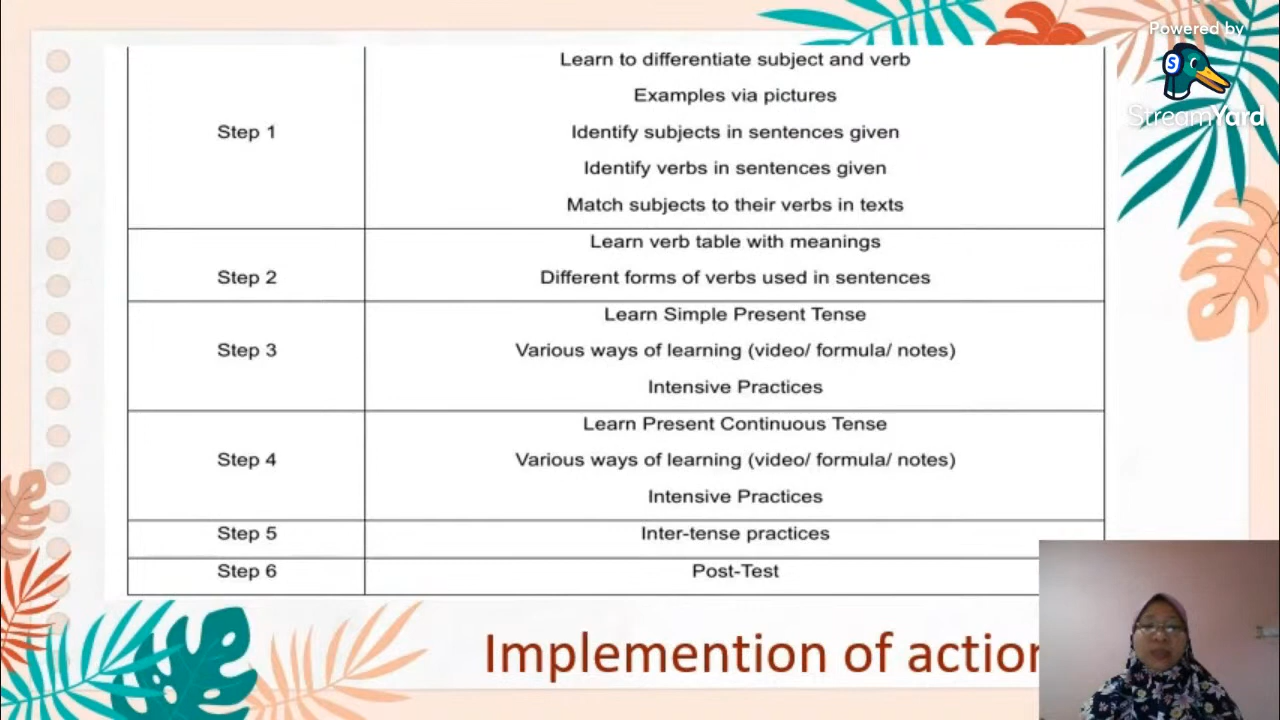 Powered by
S
StreamYard
Learn to differentiate subject and verb
Examples via pictures
Step 1
Identify subjects in sentences given
Identify verbs in sentences given
Match subjects to their verbs in texts
Learn verb table with meanings
Step 2
Different forms of verbs used in sentences
Learn Simple Present Tense
Step 3
Various ways of learning (video/ formula/ notes)
Intensive Practices
Learn Present Continuous Tense
Step 4
Various ways of learning (video/ formula/ notes)
Intensive Practices
Step 5
Inter-tense practices
Step 6
Post-Test
Implemention of action